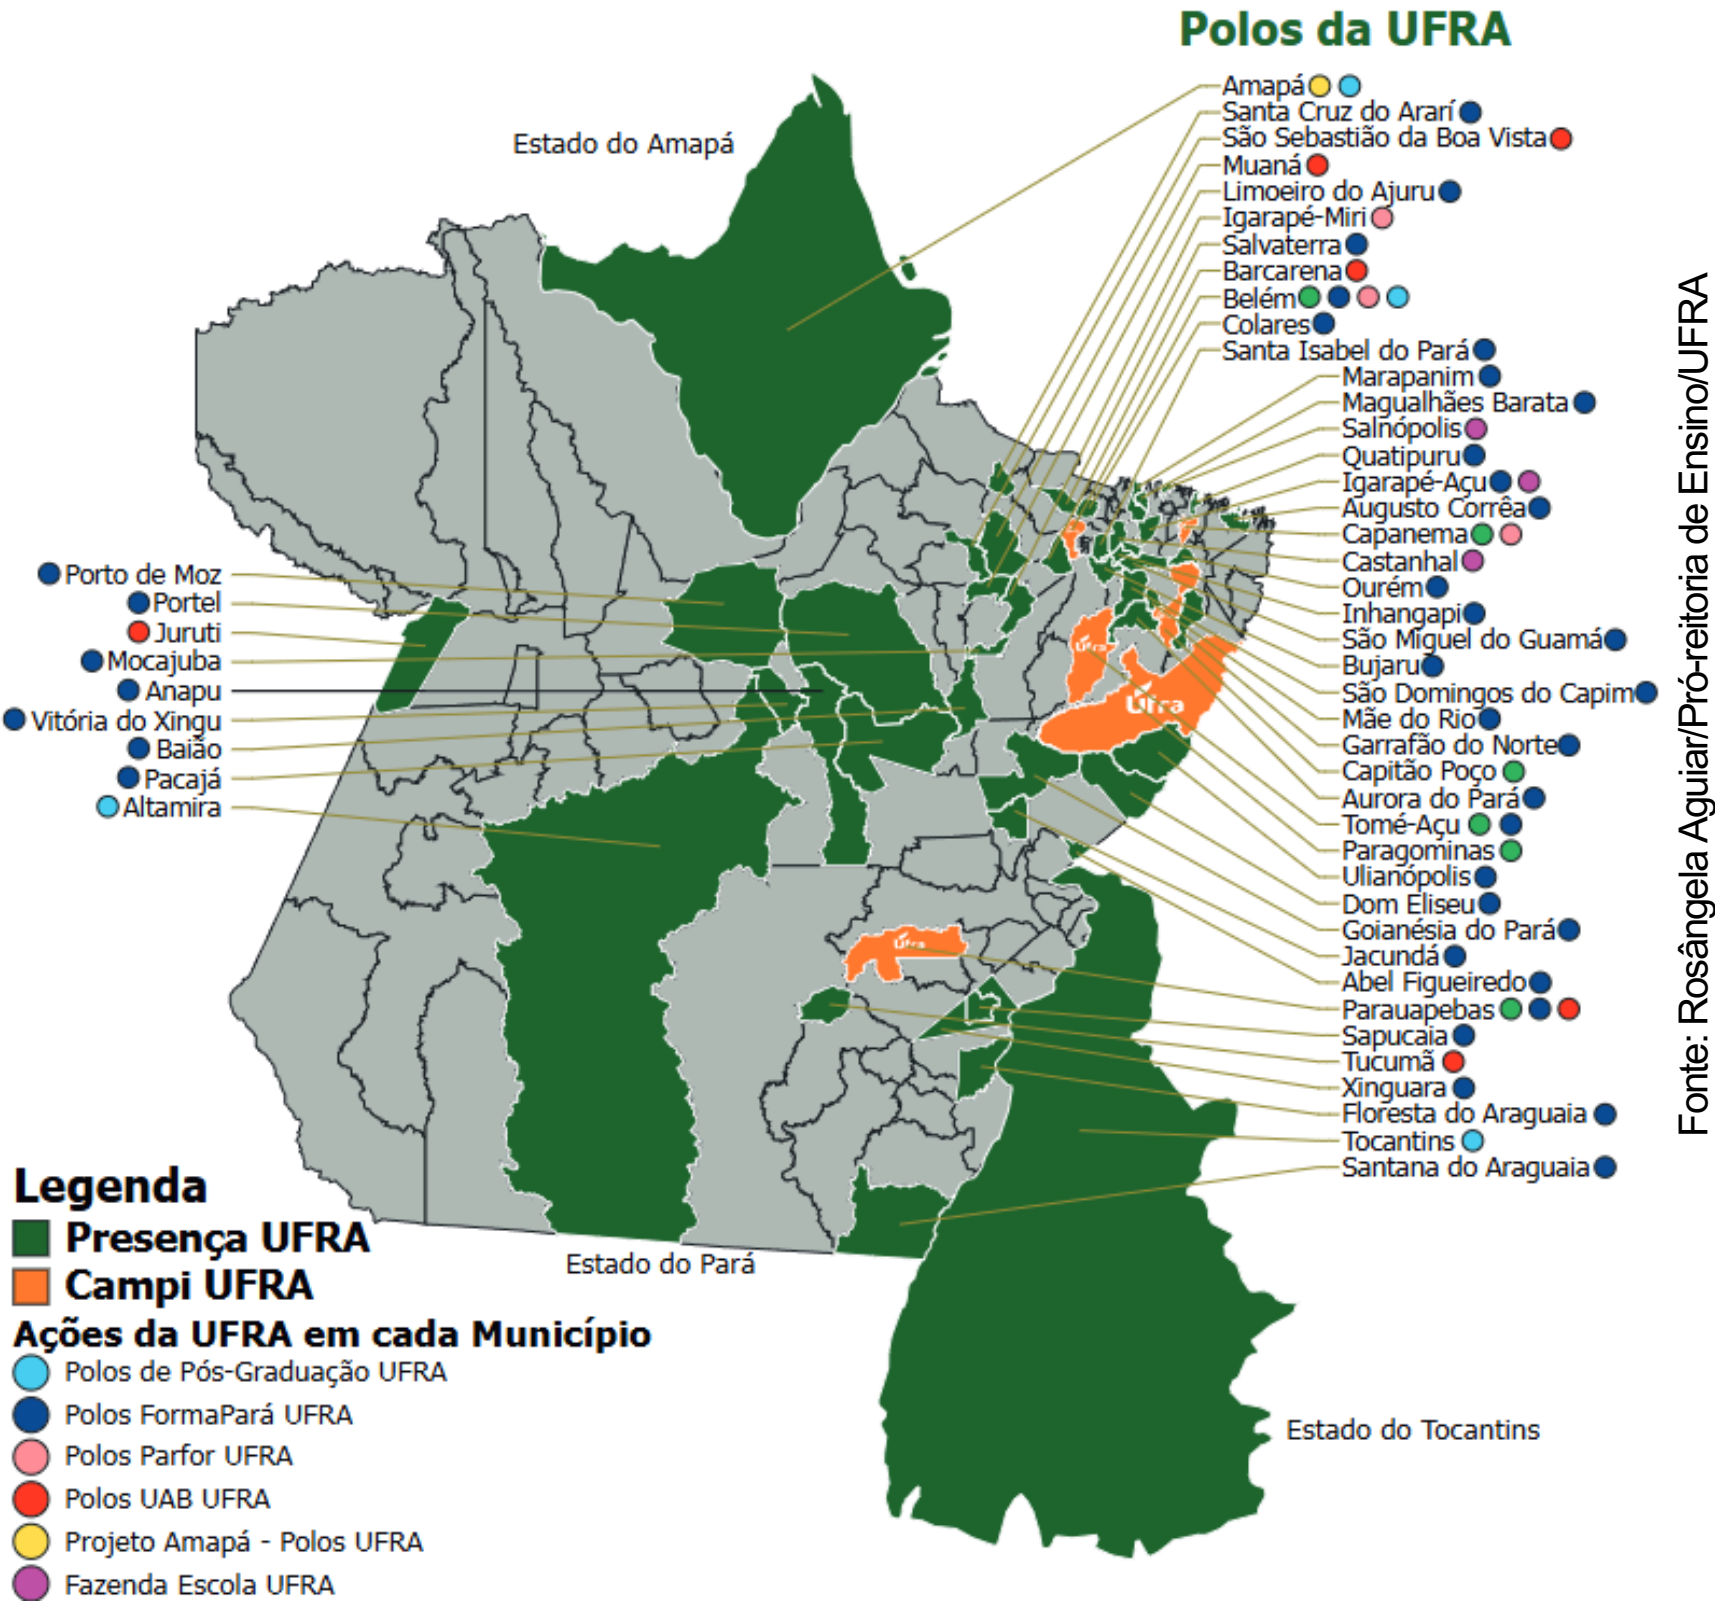 Polos da UFRA
Amapá
Santa Cruz do Ararí
São Sebastião da Boa Vista
Muaná
Limoeiro do Ajuru
Igarapé-Miri
Salvaterra
Barcarena
Belém
Colares
Santa Isabel do Pará
Marapanim
Magualhães Barata
Salnópolis
Quatipuru
Igarapé-Açu
Augusto Corrêa
Capanema
Castanhal
Ourém
Inhangapi
São Miguel do Guamá
Bujaru
São Domingos do Capim
Mãe do Rio
Garrafão do Norte
Capitão Poço
Aurora do Pará
Tomé-Açu
Paragominas
Ulianópolis
Dom Eliseu
Goianésia do Pará
Jacundá
Abel Figueiredo
Parauapebas
Sapucaia
Tucumã
Xinguara
Floresta do Araguaia
Tocantins
Santana do Araguaia
Estado do Amapá
Porto de Moz
Portel
Juruti
Mocajuba
Anapu
Vitória do Xingu
Baião
Pacajá
Altamira
Ufra
Ufra
Ufra
Estado do Pará
Estado do Tocantins
Legenda
Presença UFRA
Campi UFRA
Ações da UFRA em cada Município
Polos de Pós-Graduação UFRA
Polos FormaPará UFRA
Polos Parfor UFRA
Polos UAB UFRA
Projeto Amapá - Polos UFRA
Fazenda Escola UFRA
Fonte: Rosângela Aguiar/Pró-reitoria de Ensino/UFRA